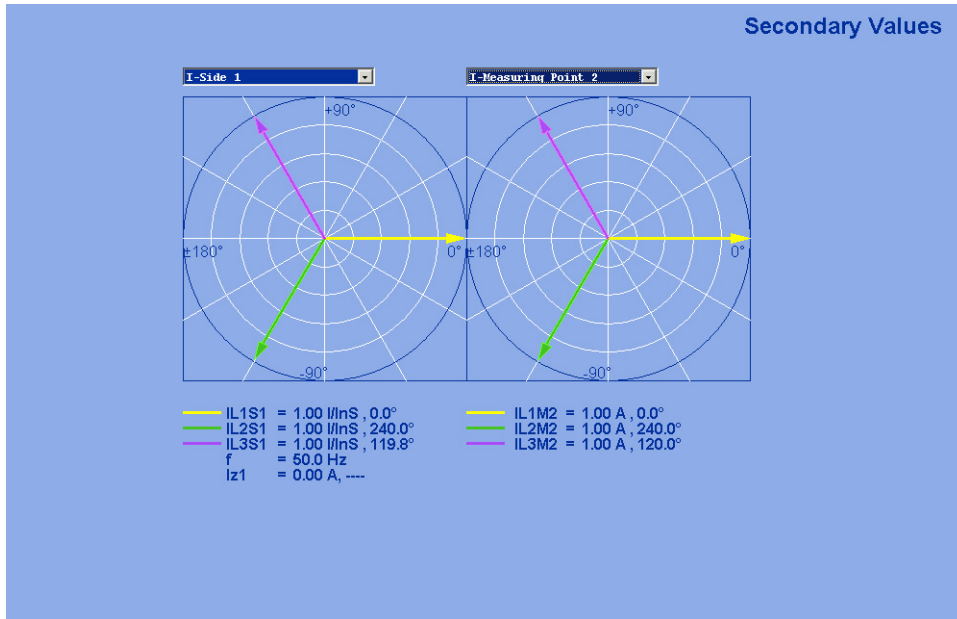 Secondary Values
I-Side 1
I-Measuring Point 2
+90°
+90°
±180°
0°
±180°
0°
-90°
-90°
IL1S1 = 1.00 I/InS , 0.0°
IL2S1 = 1.00 I/InS , 240.0°
IL3S1 = 1.00 I/InS , 119.8°
f = 50.0 Hz
Iz1 = 0.00 A, ----
IL1M2 = 1.00 A , 0.0°
IL2M2 = 1.00 A , 240.0°
IL3M2 = 1.00 A , 120.0°